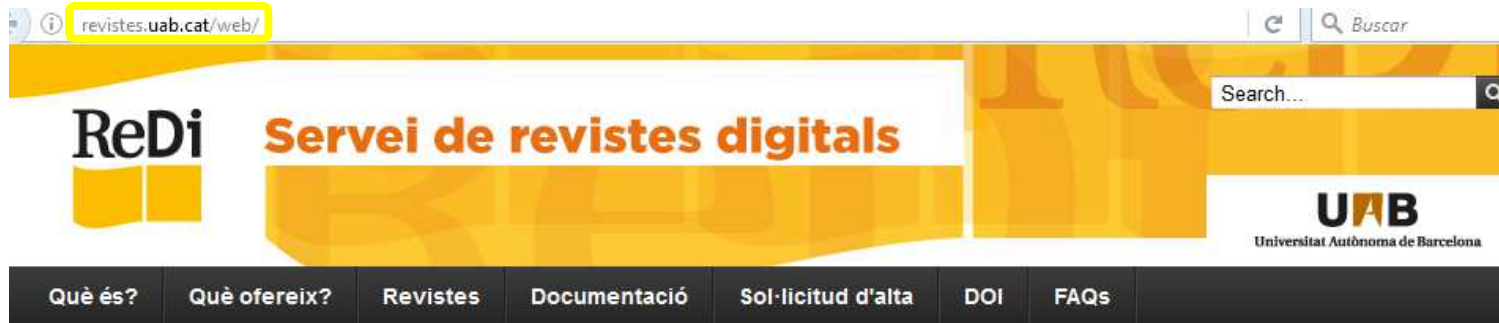 revistes.uab.cat/web/
Buscar
Search...
ReDi Servei de revistes digitals
UAB
Universitat Autònoma de Barcelona
Què és? Què ofereix? Revistes Documentació Sol·licitud d'alta DOI FAQs